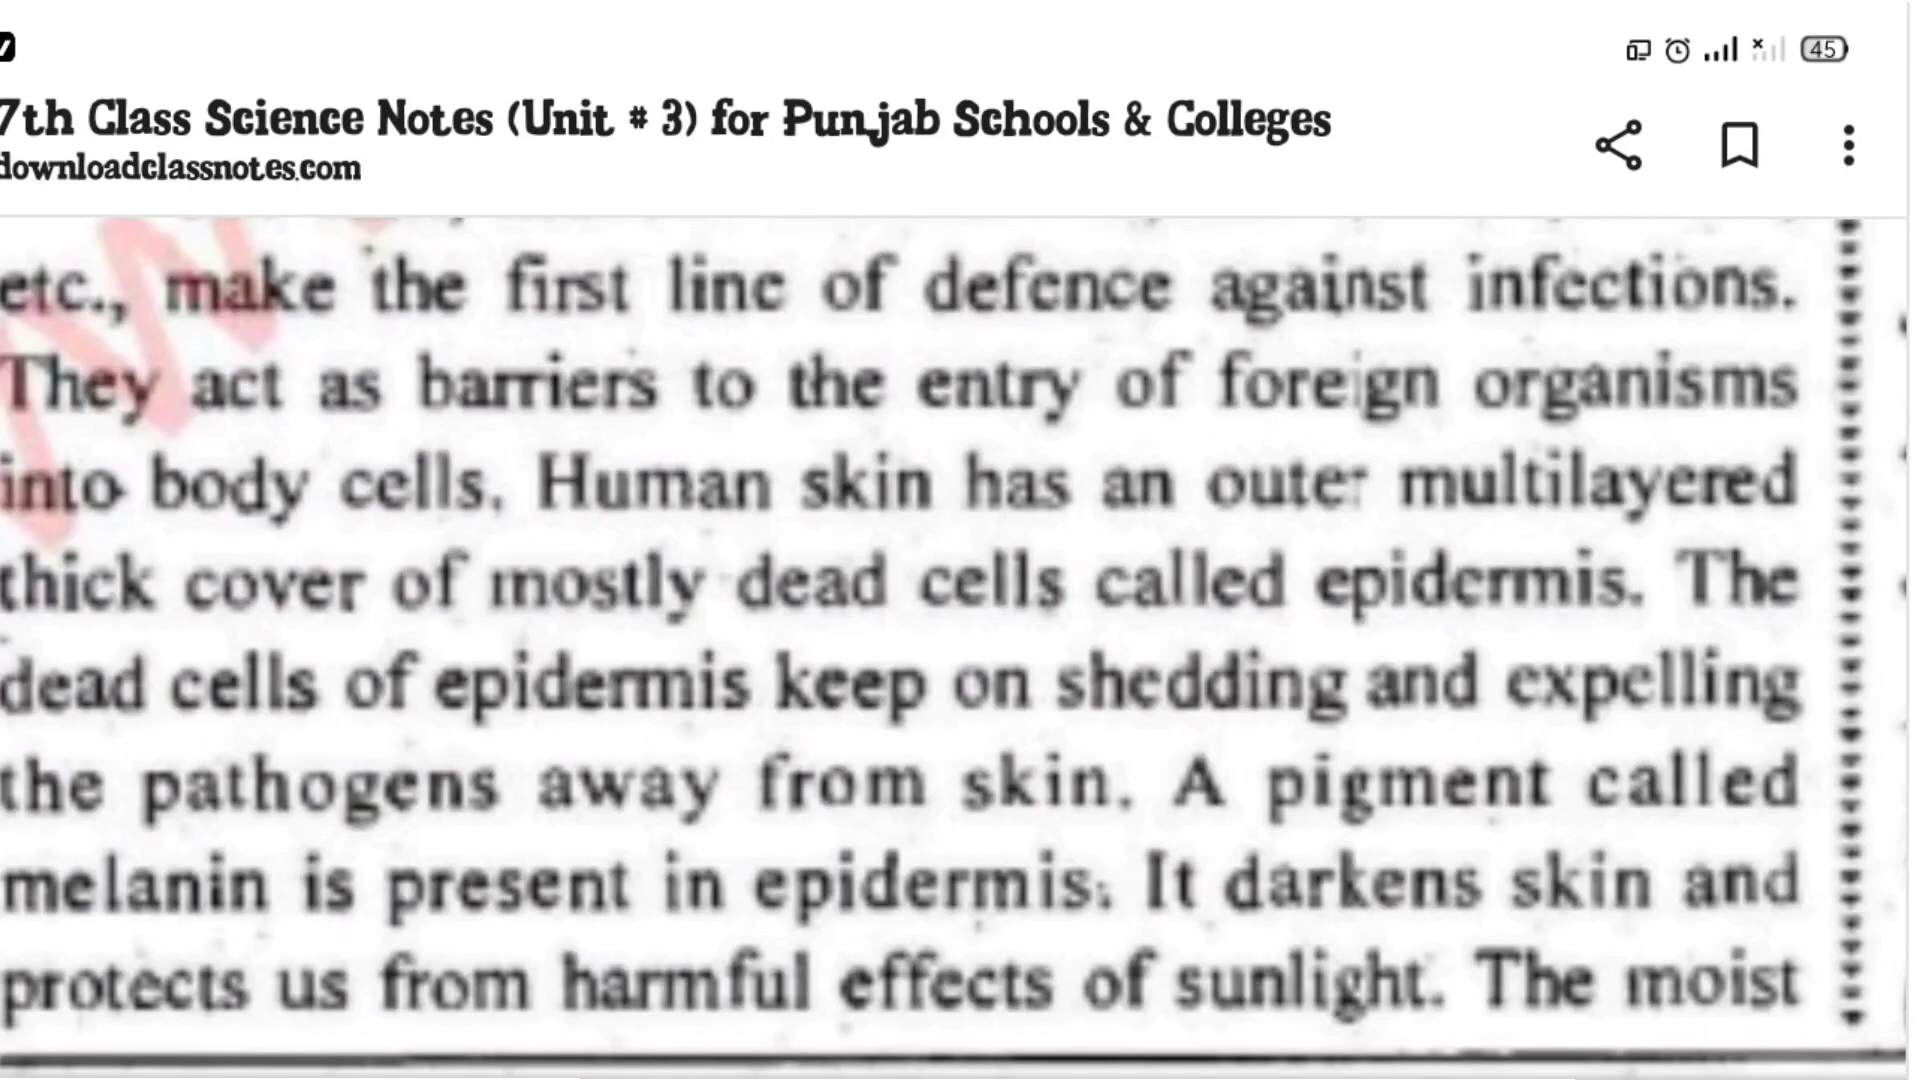 45
7th Class Science Notes (Unit # 3) for Punjab Schools & Colleges
downloadclassnotes.com
etc., make the first line of defence against infections.
They act as barriers to the entry of foreign organisms
into body cells. Human skin has an outer multilayered
thick cover of mostly dead cells called epidermis. The
dead cells of epidermis keep on shedding and expelling
the pathogens away from skin. A pigment called
melanin is present in epidermis. It darkens skin and
protects us from harmful effects of sunlight. The moist